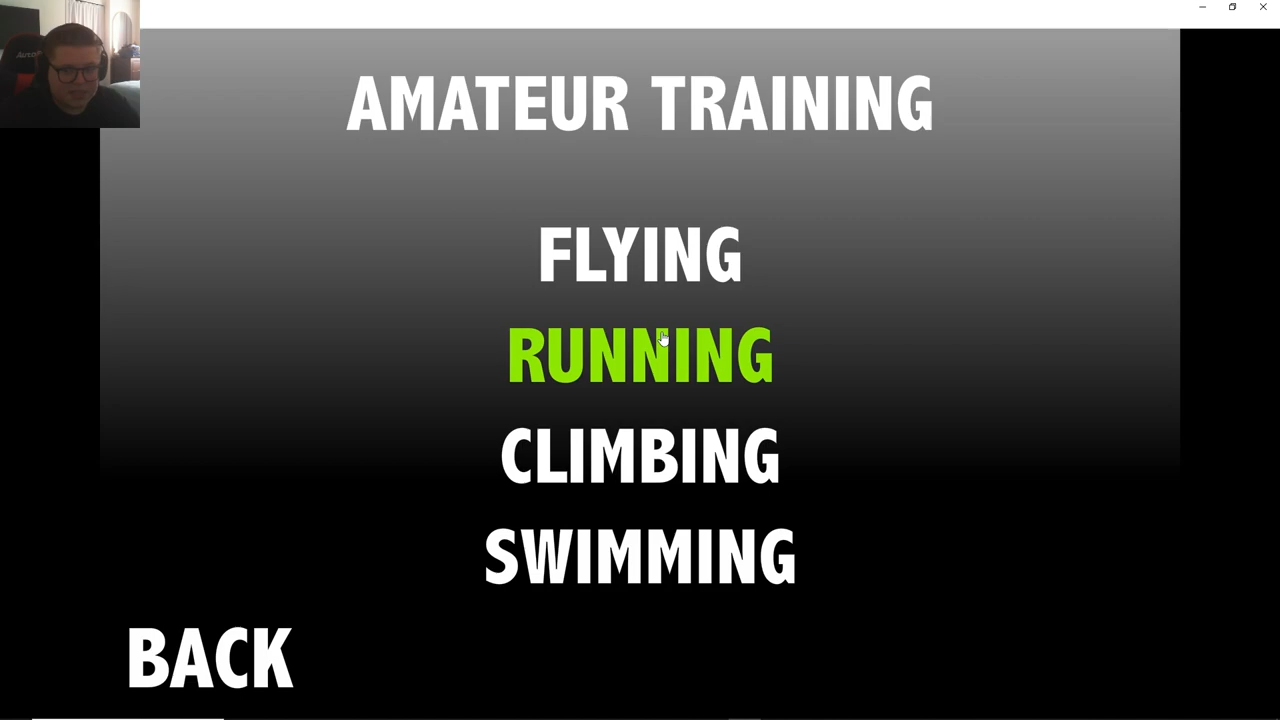 AMATEUR TRAINING
FLYING
RUNNING
CLIMBING
SWIMMING
BACK